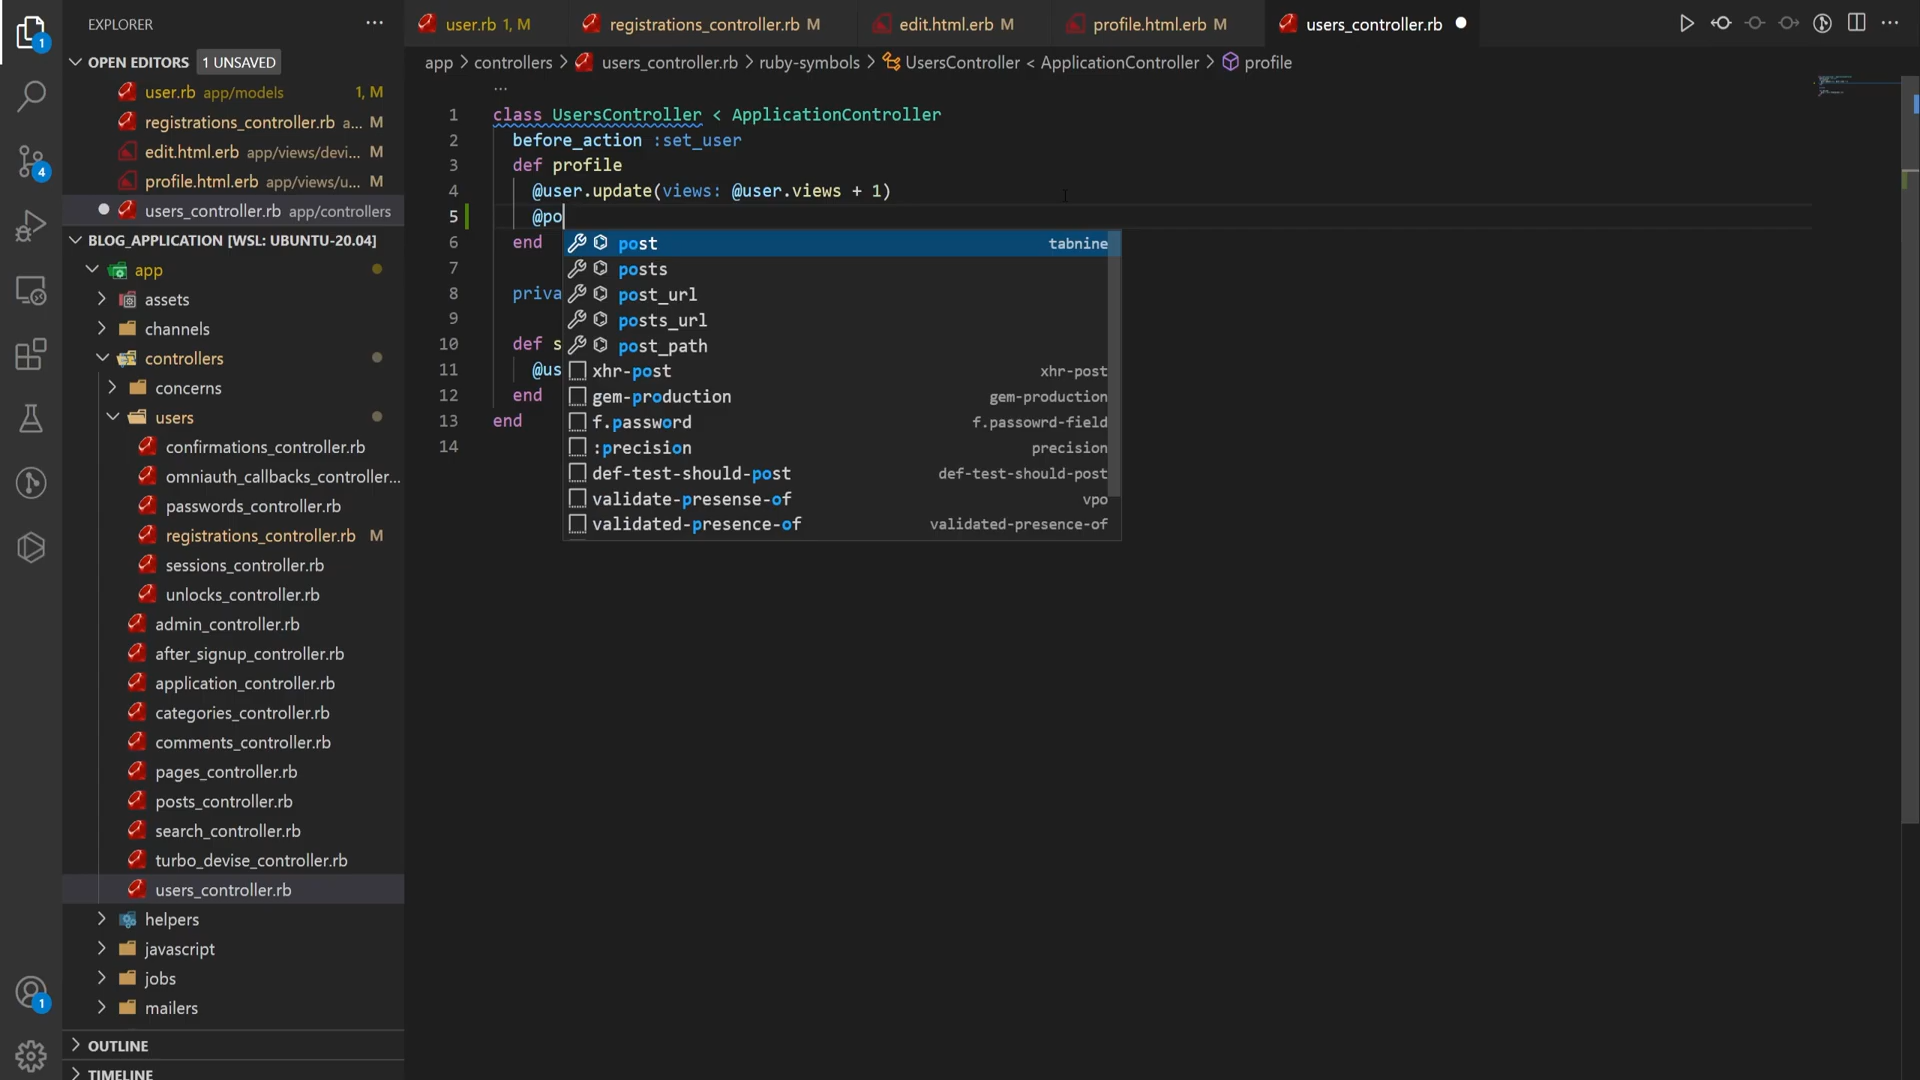 EXPLORER
OPEN EDITORS 1 UNSAVED
user.rb app/models 1, M
registrations_controller.rb a... M
edit.html.erb app/views/devi... M
profile.html.erb app/views/u... M
users_controller.rb app/controllers
BLOG_APPLICATION [WSL: UBUNTU-20.04]
app
assets
channels
controllers
concerns
users
confirmations_controller.rb
omniauth_callbacks_controller...
passwords_controller.rb
registrations_controller.rb M
sessions_controller.rb
unlocks_controller.rb
admin_controller.rb
after_signup_controller.rb
application_controller.rb
categories_controller.rb
comments_controller.rb
pages_controller.rb
posts_controller.rb
search_controller.rb
turbo_devise_controller.rb
users_controller.rb
helpers
javascript
jobs
mailers
OUTLINE
TIMELINE
1
4
1
user.rb 1, M registrations_controller.rb M edit.html.erb M profile.html.erb M users_controller.rb
app > controllers > users_controller.rb > ruby-symbols > UsersController < ApplicationController > profile
1 class UsersController < ApplicationController
2 before_action :set_user
3 def profile
4 @user.update(views: @user.views + 1)
5 @po
6 end
7
8 priva
9
10 def s
11 @us
12 end
13 end
14
post tabnine
posts
post_url
posts_url
post_path
xhr-post xhr-post
gem-production gem-production
f.password f.passowrd-field
:precision precision
def-test-should-post def-test-should-post
validate-presense-of vpo
validated-presence-of validated-presence-of